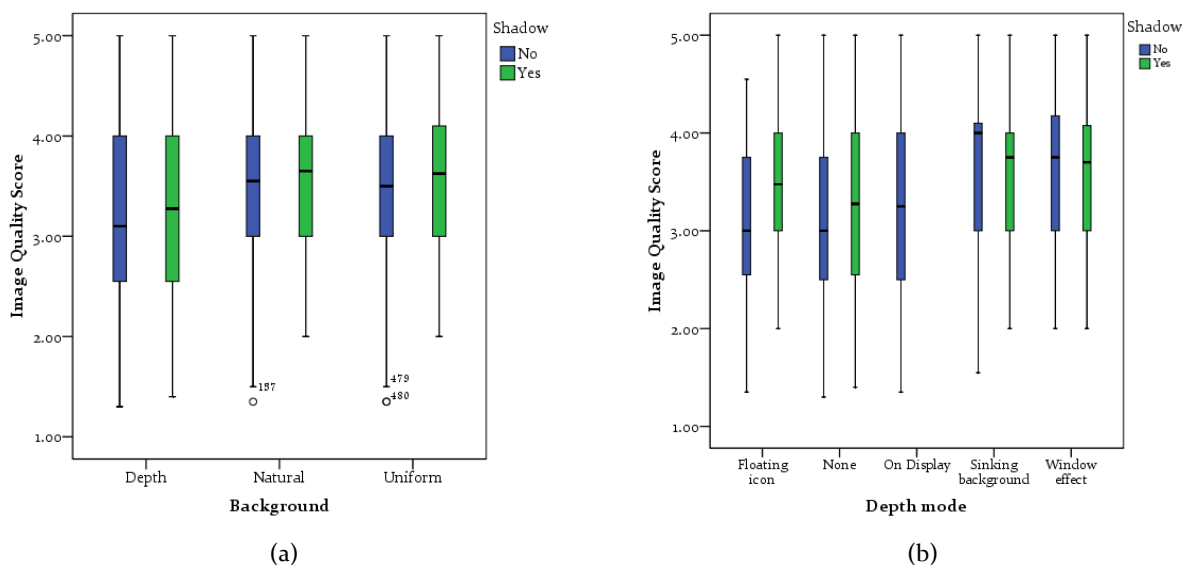 Shadow
No
Yes
5.00
4.00
3.00
2.00
1.00
Image Quality Score
157
479
480
Depth
Natural
Uniform
Background
(a)
Shadow
No
Yes
5.00
4.00
3.00
2.00
1.00
Image Quality Score
Floating
icon
None
On Display
Sinking
background
Window
effect
Depth mode
(b)